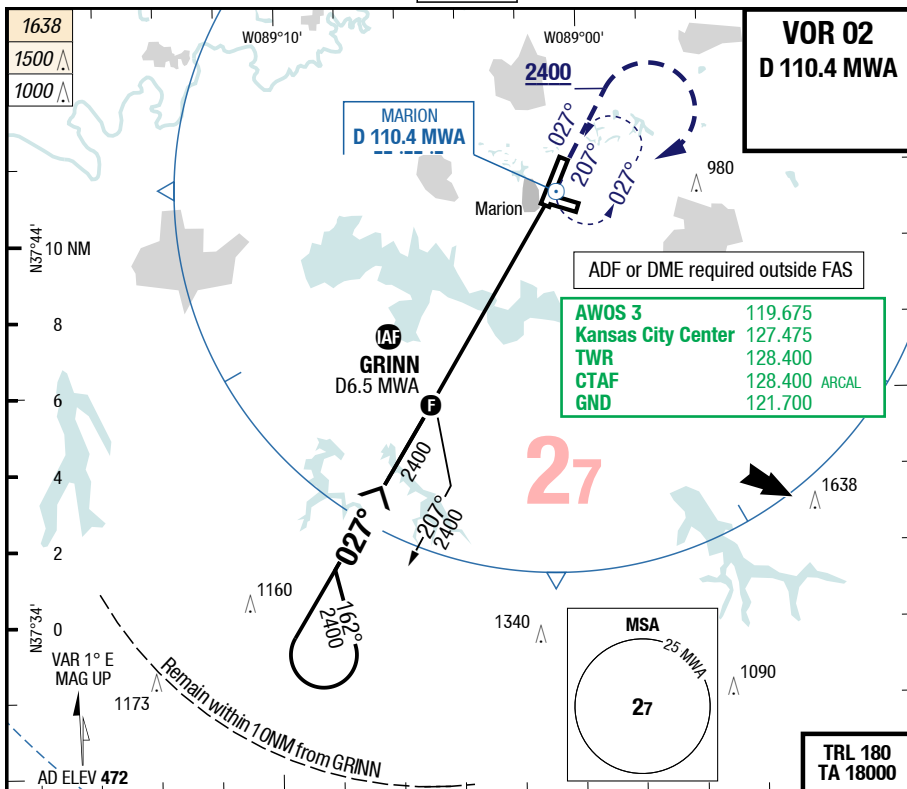 1638
1500
1000
W089°10'
W089°00'
VOR 02
D 110.4 MWA
2400
MARION
D 110.4 MWA
027°
207°
027°
980
Marion
N37°44'
10 NM
ADF or DME required outside FAS
AWOS 3 119.675
Kansas City Center 127.475
TWR 128.400
CTAF 128.400 ARCAL
GND 121.700
8
IAF
GRINN
D6.5 MWA
6
F
2400
27
4
1638
207°
2400
027°
2
1160
162°
2400
1340
N37°34'
0
MSA
25 MWA
27
1090
VAR 1° E
MAG UP
1173
Remain within 10NM from GRINN
AD ELEV 472
TRL 180
TA 18000